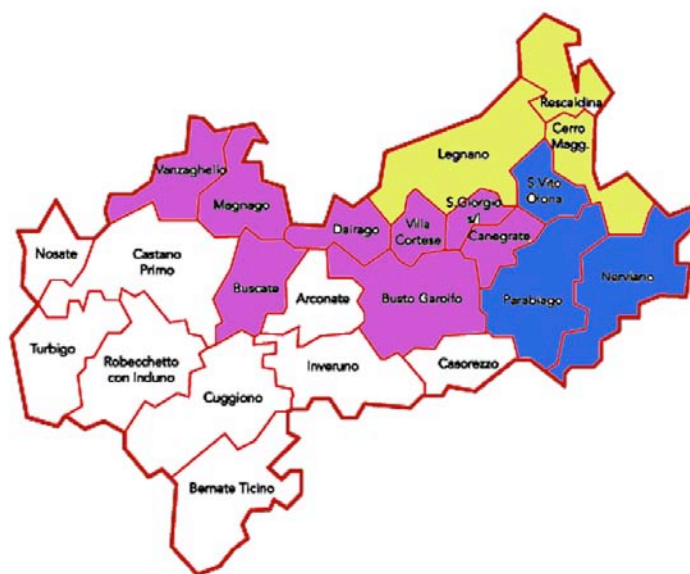 Rescaldina
Cerro
Magg.
Legnano
S.Vito
Olona
Vanzaghello
Magnago
S.Giorgio
s/l
Dairago
Villa
Cortese
Canegrate
Nosate
Castano
Primo
Nerviano
Buscate
Arconate
Busto Garolfo
Parabiago
Turbigo
Robecchetto
con Induno
Inveruno
Casorezzo
Cuggiono
Bernate Ticino